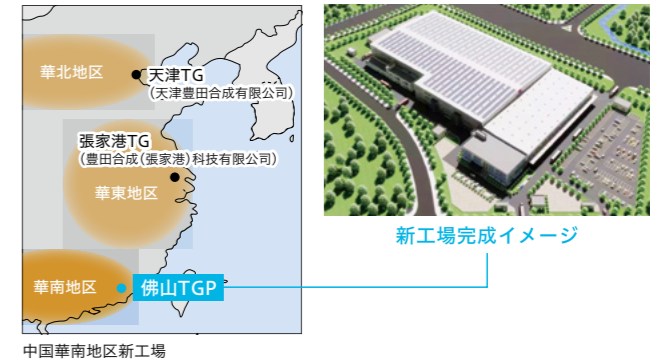 華北地区
天津TG
（天津豊田合成有限公司）
張家港TG
（豊田合成（張家港）科技有限公司）
華東地区
華南地区
佛山TGP
新工場完成イメージ
中国華南地区新工場